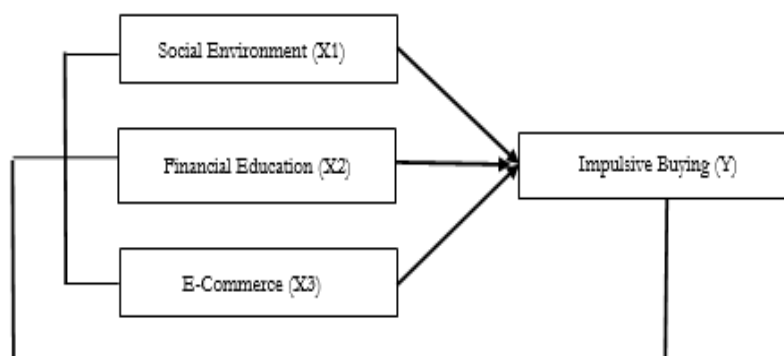 Social Environment (X1)
Financial Education (X2)
Impulsive Buying (Y)
E-Commerce (X3)